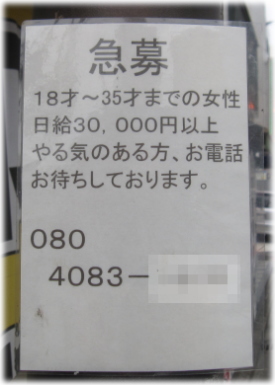 急募
18才～35才までの女性
日給30,000円以上
やる気のある方、お電話
お待ちしております。
080
4083－